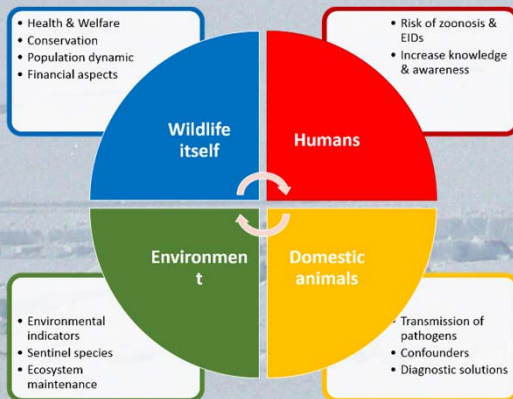 • Health & Welfare
• Conservation
• Population dynamic
• Financial aspects
• Risk of zoonosis &
EIDs
• Increase knowledge
& awareness
Wildlife
itself
Humans
Environmen
t
Domestic
animals
• Environmental
indicators
• Sentinel species
• Ecosystem
maintenance
• Transmission of
pathogens
• Confounders
• Diagnostic solutions